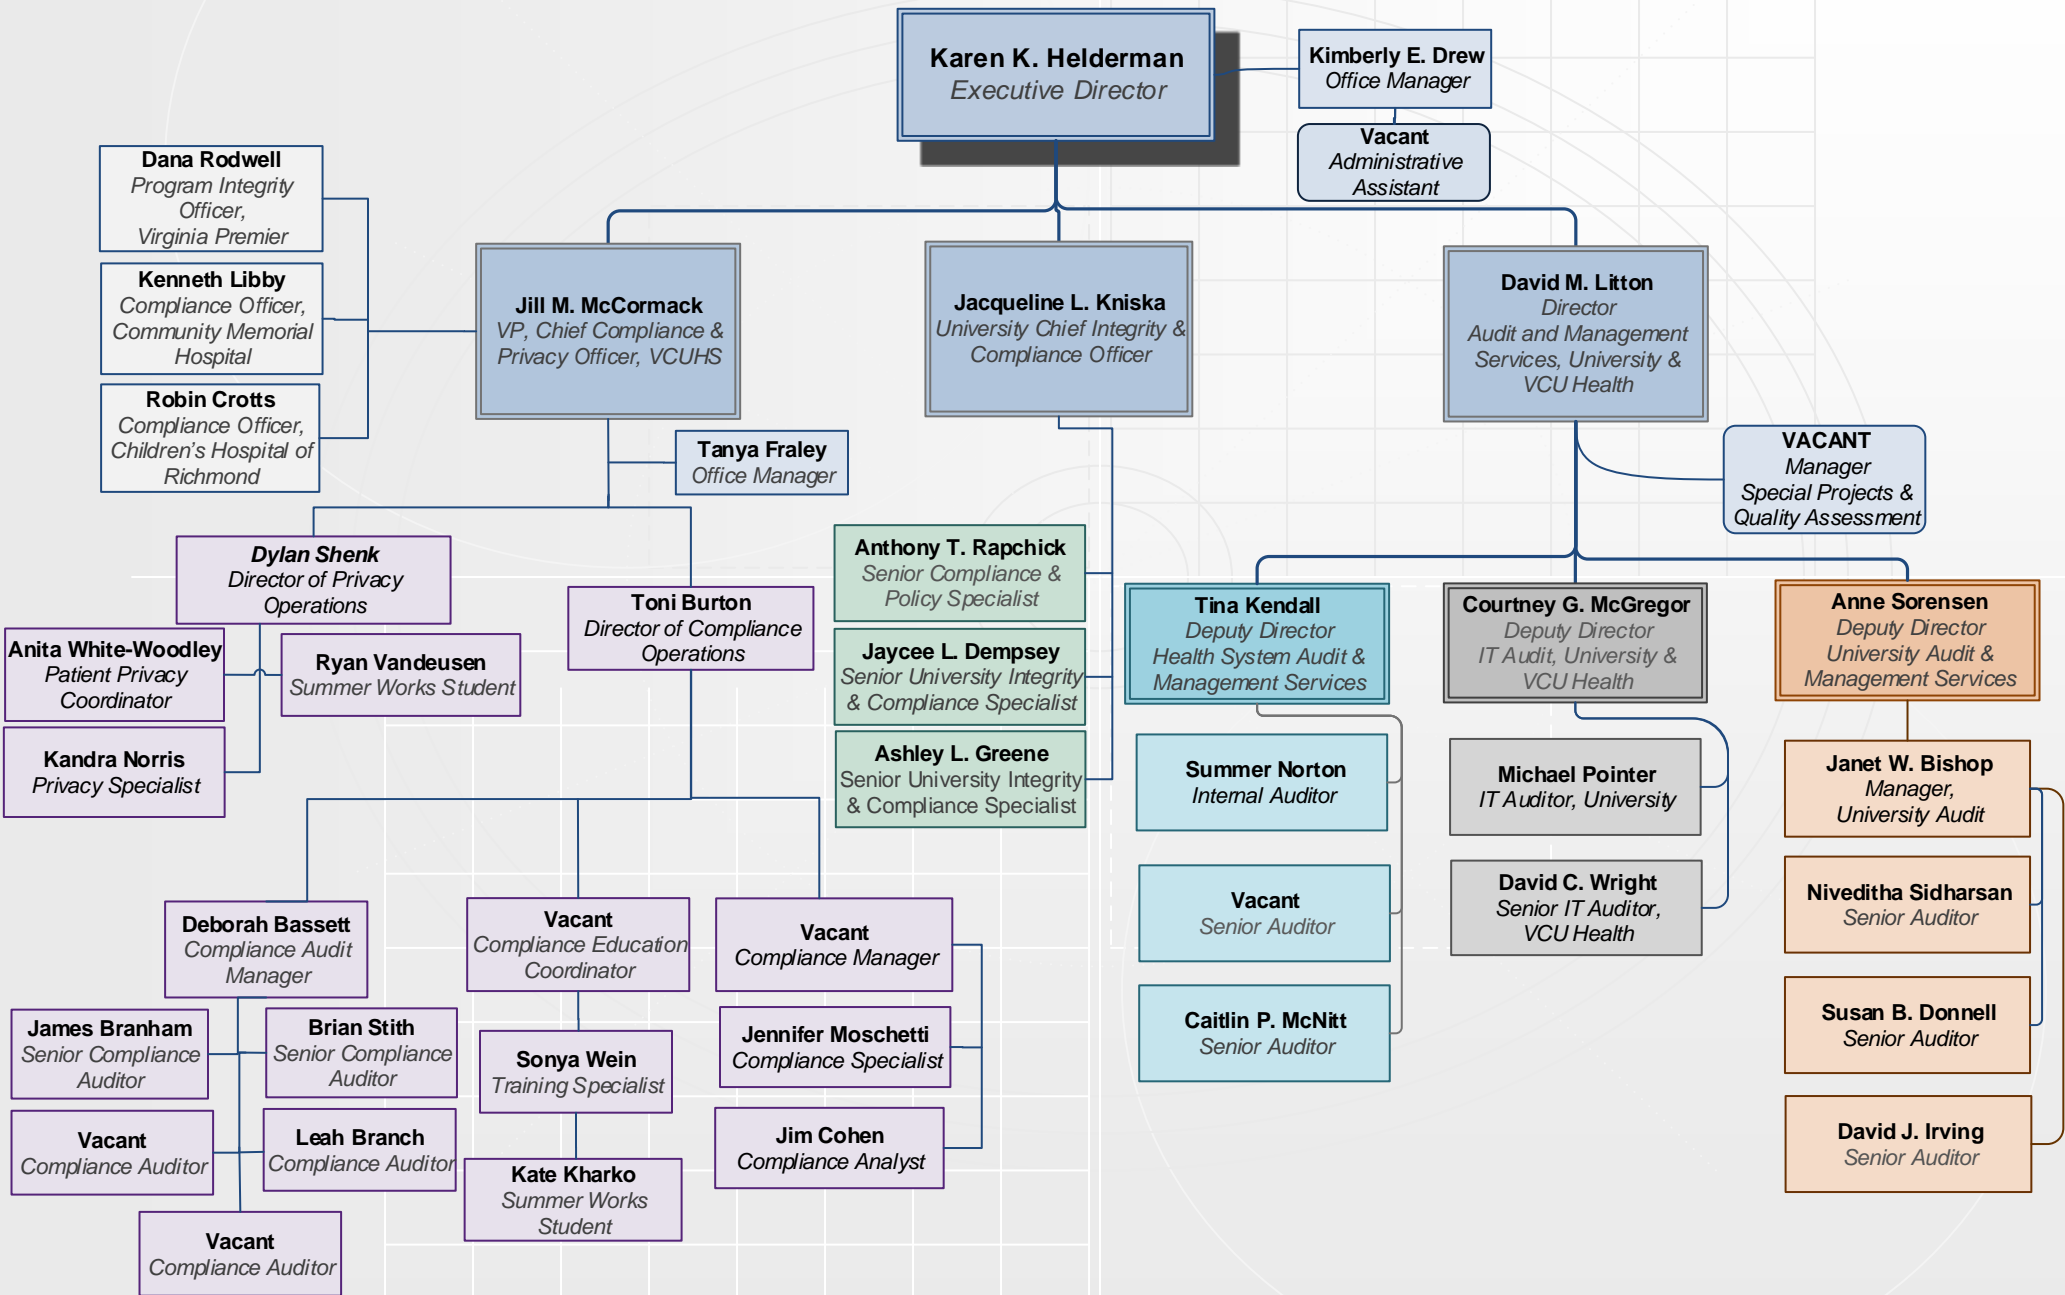 Karen K. Helderman
Executive Director
Kimberly E. Drew
Office Manager
Vacant
Administrative
Assistant
Dana Rodwell
Program Integrity
Officer,
Virginia Premier
Kenneth Libby
Compliance Officer,
Community Memorial
Hospital
Robin Crotts
Compliance Officer,
Children's Hospital of
Richmond
Jill M. McCormack
VP, Chief Compliance &
Privacy Officer, VCUHS
Jacqueline L. Kniska
University Chief Integrity &
Compliance Officer
David M. Litton
Director
Audit and Management
Services, University &
VCU Health
Tanya Fraley
Office Manager
VACANT
Manager
Special Projects &
Quality Assessment
Dylan Shenk
Director of Privacy
Operations
Toni Burton
Director of Compliance
Operations
Anita White-Woodley
Patient Privacy
Coordinator
Ryan Vandeusen
Summer Works Student
Kandra Norris
Privacy Specialist
Anthony T. Rapchick
Senior Compliance &
Policy Specialist
Jaycee L. Dempsey
Senior University Integrity
& Compliance Specialist
Ashley L. Greene
Senior University Integrity
& Compliance Specialist
Tina Kendall
Deputy Director
Health System Audit &
Management Services
Courtney G. McGregor
Deputy Director
IT Audit, University &
VCU Health
Anne Sorensen
Deputy Director
University Audit &
Management Services
Summer Norton
Internal Auditor
Vacant
Senior Auditor
Caitlin P. McNitt
Senior Auditor
Michael Pointer
IT Auditor, University
David C. Wright
Senior IT Auditor,
VCU Health
Janet W. Bishop
Manager,
University Audit
Niveditha Sidharsan
Senior Auditor
Susan B. Donnell
Senior Auditor
David J. Irving
Senior Auditor
Deborah Bassett
Compliance Audit
Manager
Vacant
Compliance Education
Coordinator
Vacant
Compliance Manager
James Branham
Senior Compliance
Auditor
Brian Stith
Senior Compliance
Auditor
Vacant
Compliance Auditor
Leah Branch
Compliance Auditor
Vacant
Compliance Auditor
Sonya Wein
Training Specialist
Kate Kharko
Summer Works
Student
Jennifer Moschetti
Compliance Specialist
Jim Cohen
Compliance Analyst